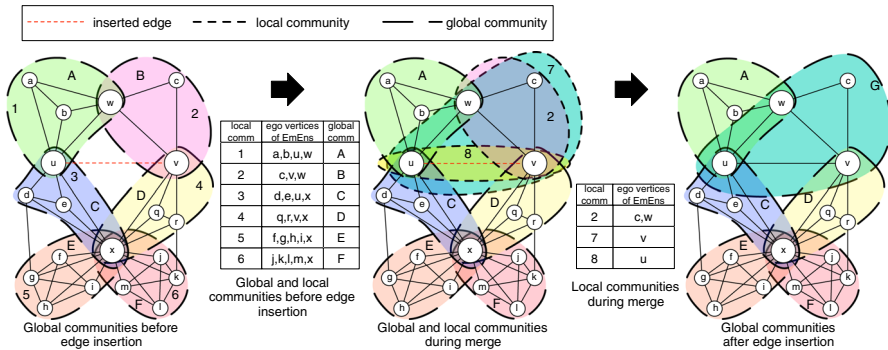 inserted edge local community global community
A B a c w b 1 2 u v 3 4 d e C D q r x E F f g h i j k l m 5 6
Global communities before
edge insertion
local comm ego vertices of EmEns global comm
1 a,b,u,w A
2 c,v,w B
3 d,e,u,x C
4 q,r,v,x D
5 f,g,h,i,x E
6 j,k,l,m,x F
Global and local
communities before edge
insertion
A 7 a c w b 2 8 u v d e C D q r x E F f g h i j k l m
Global and local communities
during merge
local comm ego vertices of EmEns
2 c,w
7 v
8 u
Local communities
during merge
A G' a c w b u v d e C D q r x E F f g h i j k l m
Global communities
after edge insertion